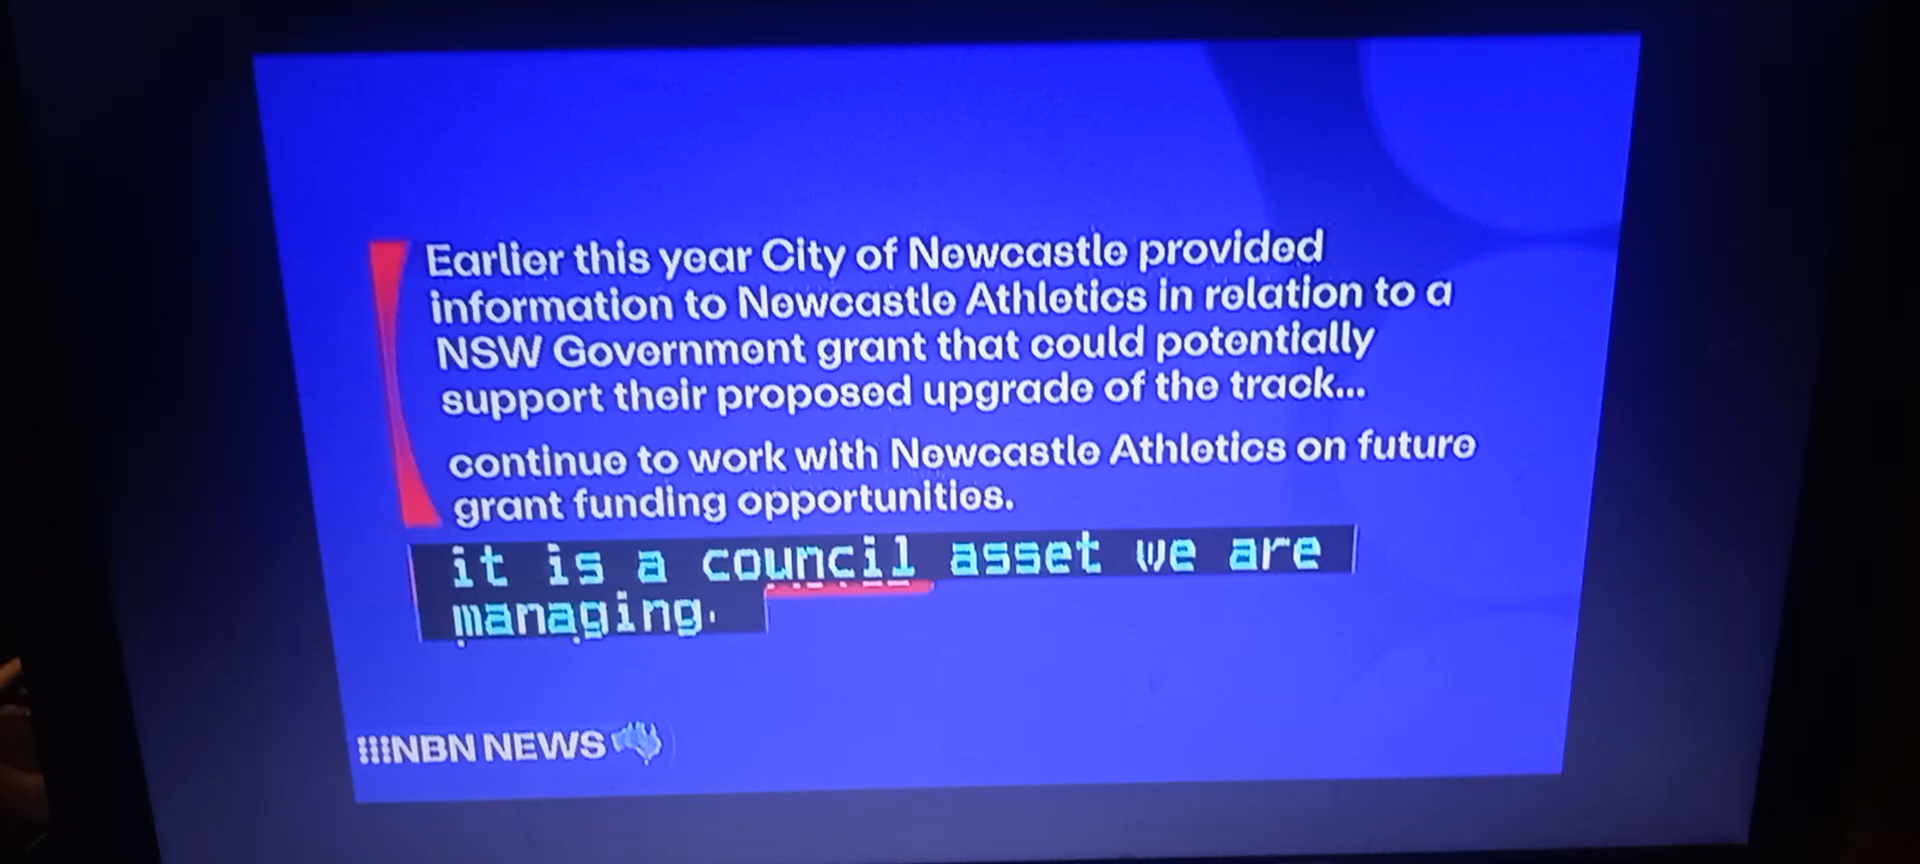 Earlier this year City of Newcastle provided
information to Newcastle Athletics in relation to a
NSW Government grant that could potentially
support their proposed upgrade of the track...
continue to work with Newcastle Athletics on future
grant funding opportunities.
it is a council asset we are
managing.
NBN NEWS